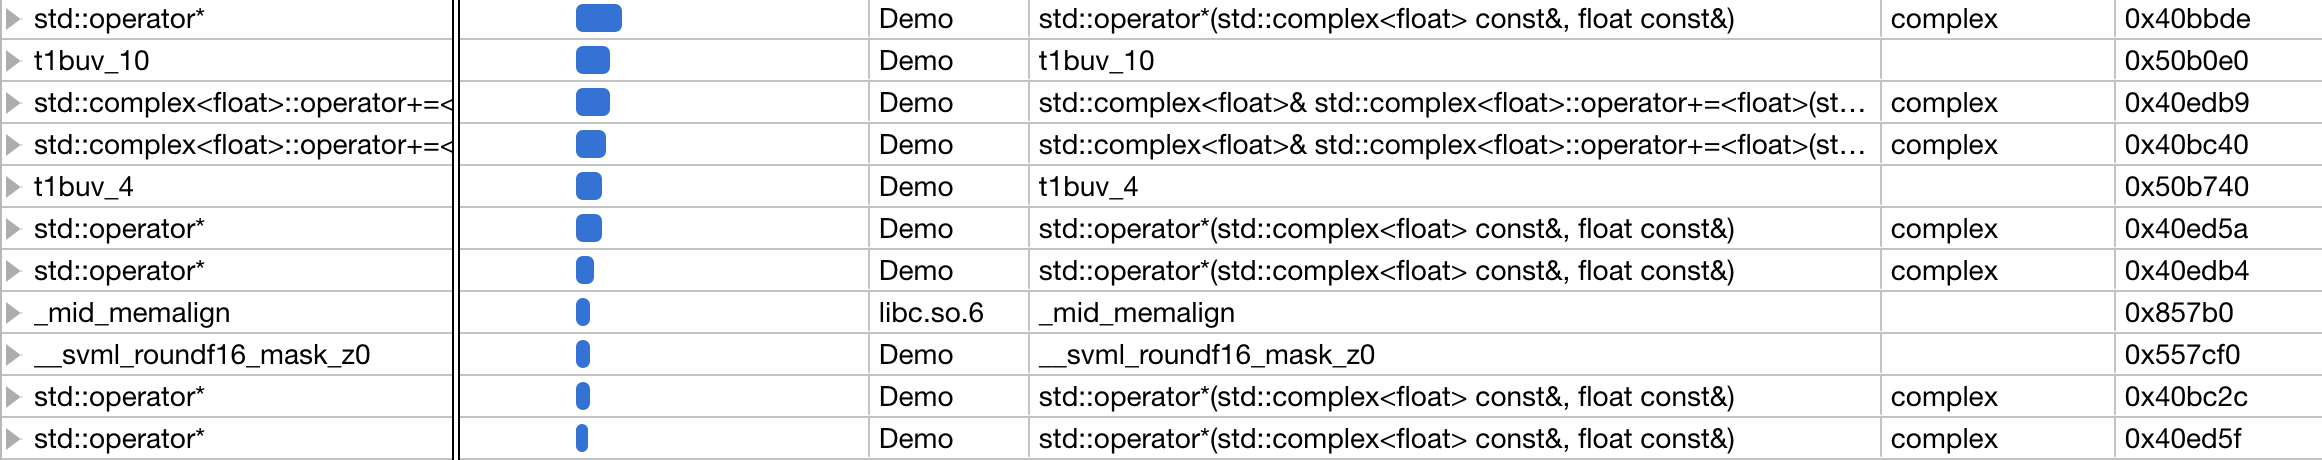 std::operator* Demo std::operator*(std::complex<float> const&, float const&) complex 0x40bbde
t1buv_10 Demo t1buv_10 0x50b0e0
std::complex<float>::operator+=< Demo std::complex<float>& std::complex<float>::operator+=<float>(st... complex 0x40edb9
std::complex<float>::operator+=< Demo std::complex<float>& std::complex<float>::operator+=<float>(st... complex 0x40bc40
t1buv_4 Demo t1buv_4 0x50b740
std::operator* Demo std::operator*(std::complex<float> const&, float const&) complex 0x40ed5a
std::operator* Demo std::operator*(std::complex<float> const&, float const&) complex 0x40edb4
_mid_memalign libc.so.6 _mid_memalign 0x857b0
__svml_roundf16_mask_z0 Demo __svml_roundf16_mask_z0 0x557cf0
std::operator* Demo std::operator*(std::complex<float> const&, float const&) complex 0x40bc2c
std::operator* Demo std::operator*(std::complex<float> const&, float const&) complex 0x40ed5f